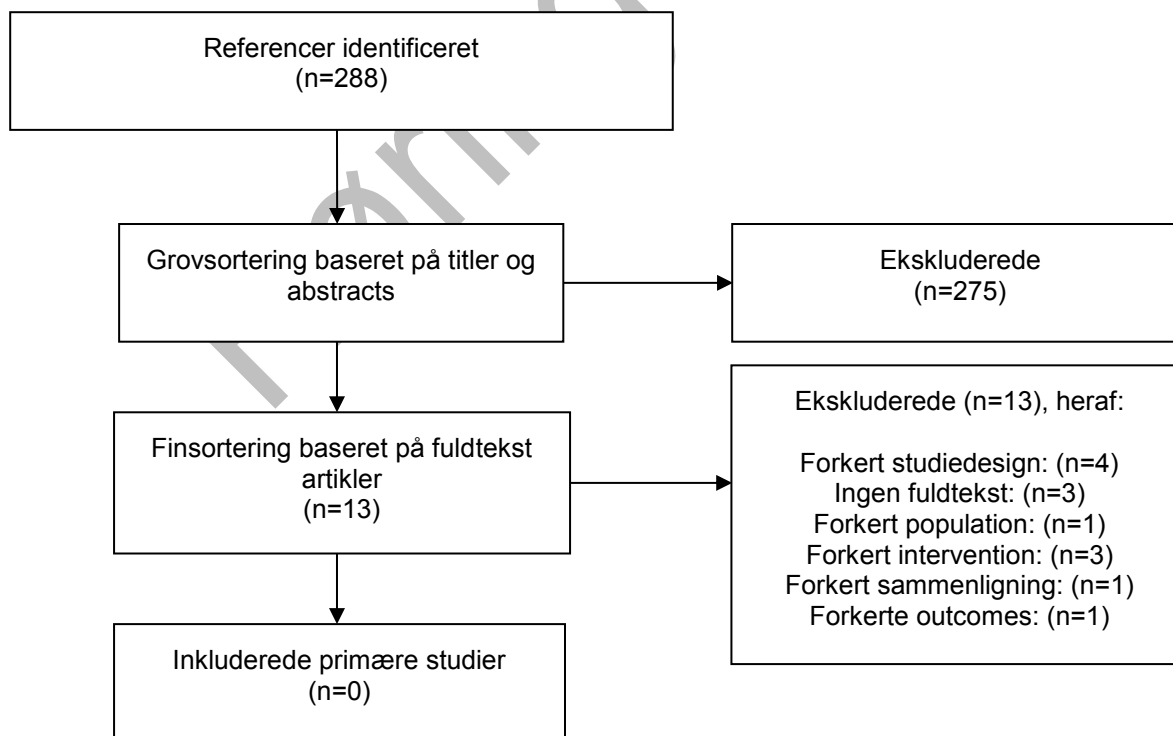 Referencer identificeret
(n=288)
Grovsortering baseret på titler og
abstracts
Ekskluderede
(n=275)
Finsortering baseret på fuldtekst
artikler
(n=13)
Ekskluderede (n=13), heraf:
Forkert studiedesign: (n=4)
Ingen fuldtekst: (n=3)
Forkert population: (n=1)
Forkert intervention: (n=3)
Forkert sammenligning: (n=1)
Forkerte outcomes: (n=1)
Inkluderede primære studier
(n=0)